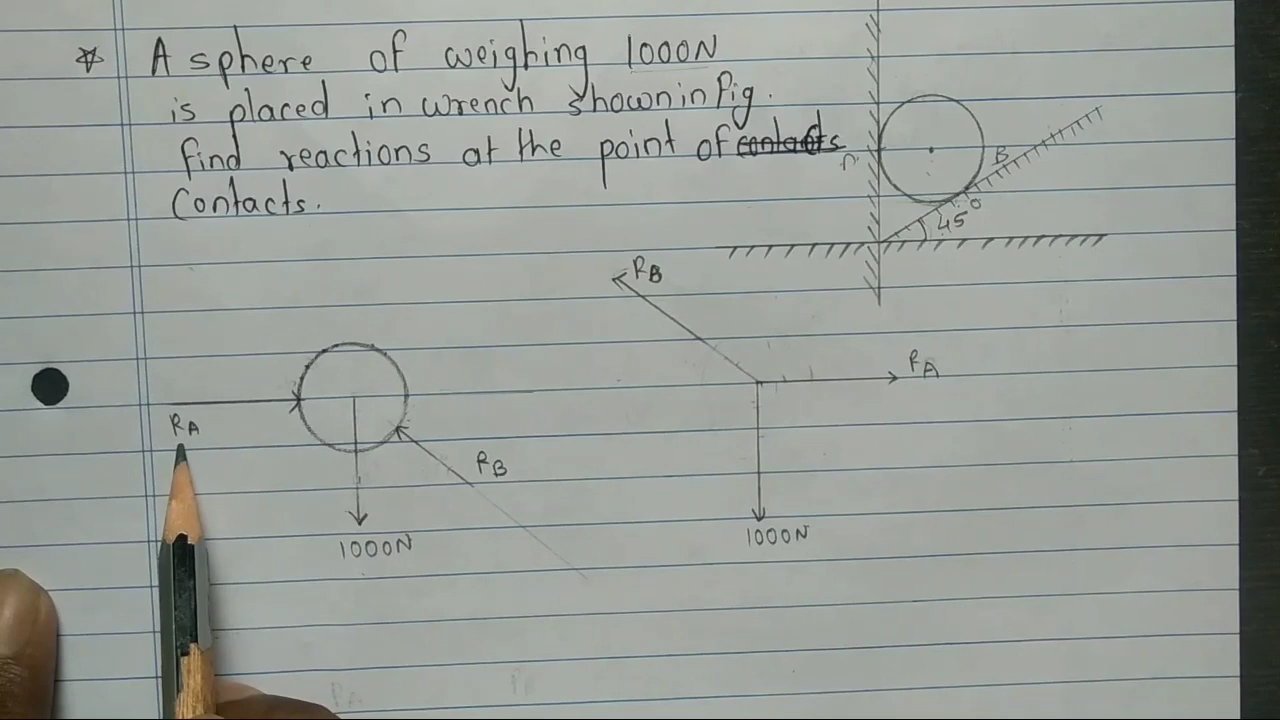 A sphere of weighing 1000N
is placed in wrench shown in fig.
find reactions at the point of contacts
Contacts.
B
45°
RB
RA
RA
RB
1000N
1000N